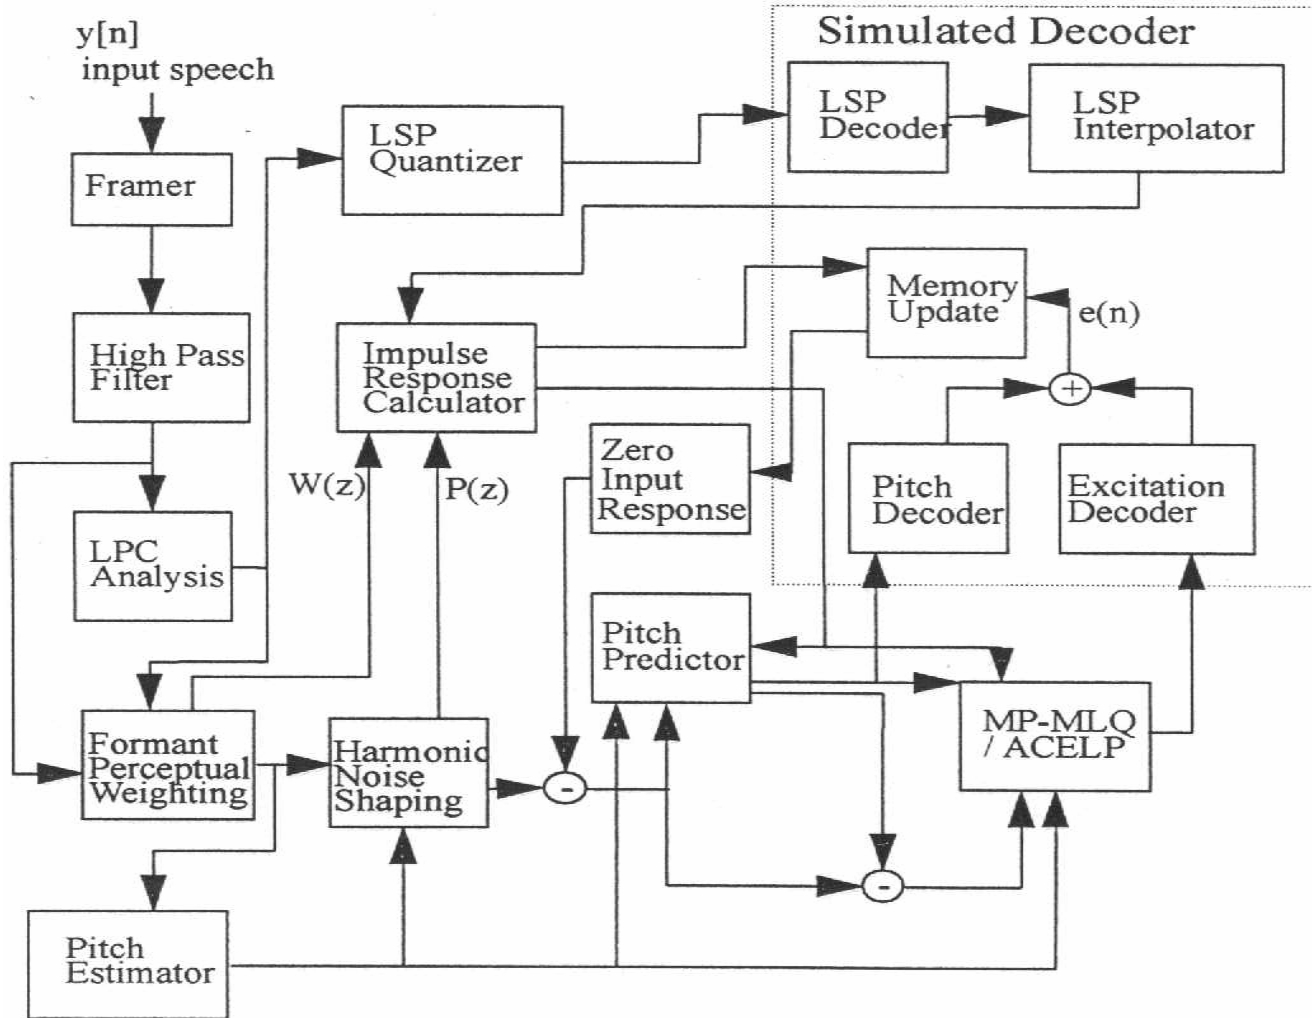 y[n]
input speech
Simulated Decoder
LSP
Quantizer
LSP
Decoder
LSP
Interpolator
Framer
High Pass
Filter
Impulse
Response
Calculator
Memory
Update
e(n)
+
W(z)
P(z)
Zero
Input
Response
Pitch
Decoder
Excitation
Decoder
LPC
Analysis
Pitch
Predictor
MP-MLQ
/ ACELP
Formant
Perceptual
Weighting
Harmonic
Noise
Shaping
-
-
Pitch
Estimator